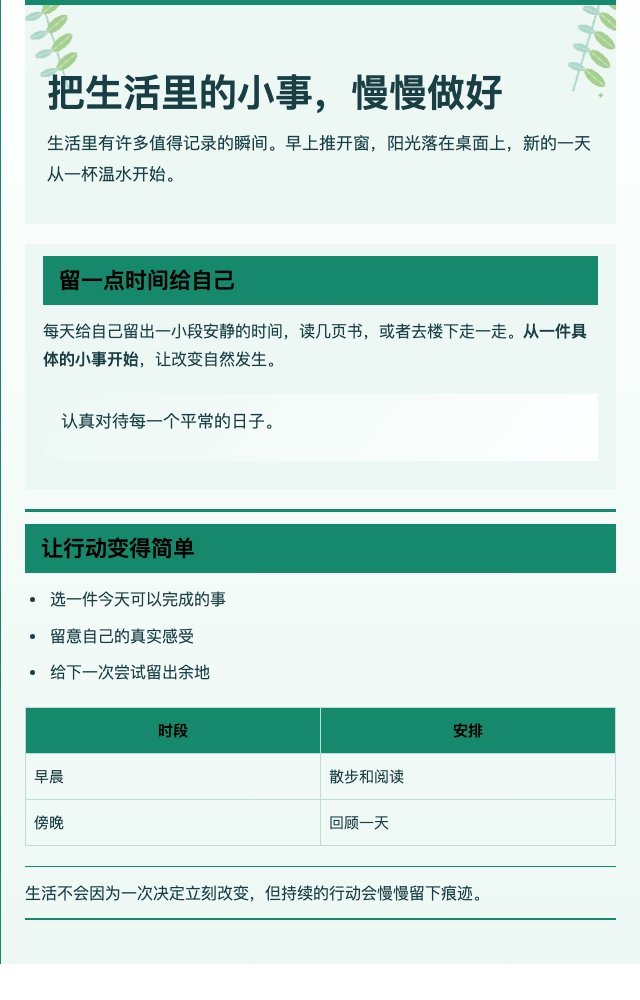 把生活里的小事，慢慢做好
生活里有许多值得记录的瞬间。早上推开窗，阳光落在桌面上，新的一天
从一杯温水开始。
留一点时间给自己
每天给自己留出一小段安静的时间，读几页书，或者去楼下走一走。从一件具
体的小事开始，让改变自然发生。
认真对待每一个平常的日子。
让行动变得简单
• 选一件今天可以完成的事
• 留意自己的真实感受
• 给下一次尝试留出余地
时段 安排
早晨 散步和阅读
傍晚 回顾一天
生活不会因为一次决定立刻改变，但持续的行动会慢慢留下痕迹。